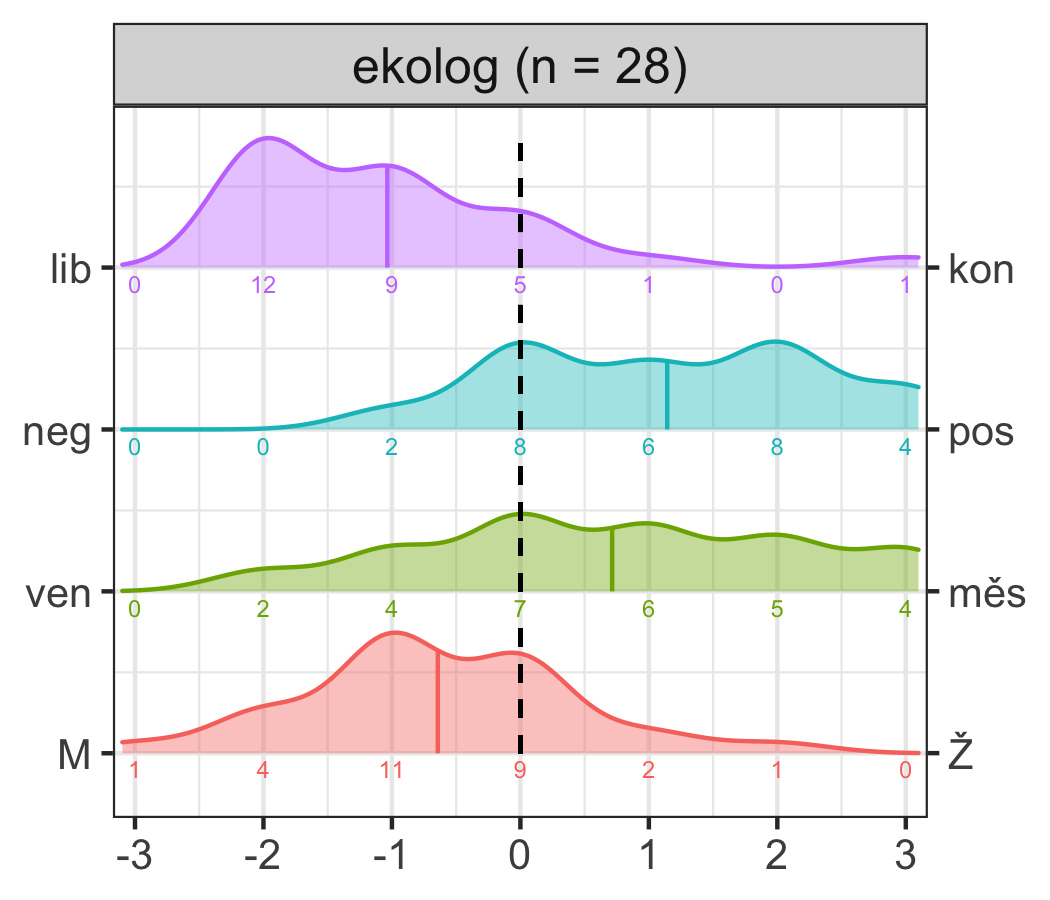 ekolog (n = 28)
lib kon
0 12 9 5 1 0 1
neg pos
0 0 2 8 6 8 4
ven měs
0 2 4 7 6 5 4
M Ž
1 4 11 9 2 1 0
-3 -2 -1 0 1 2 3